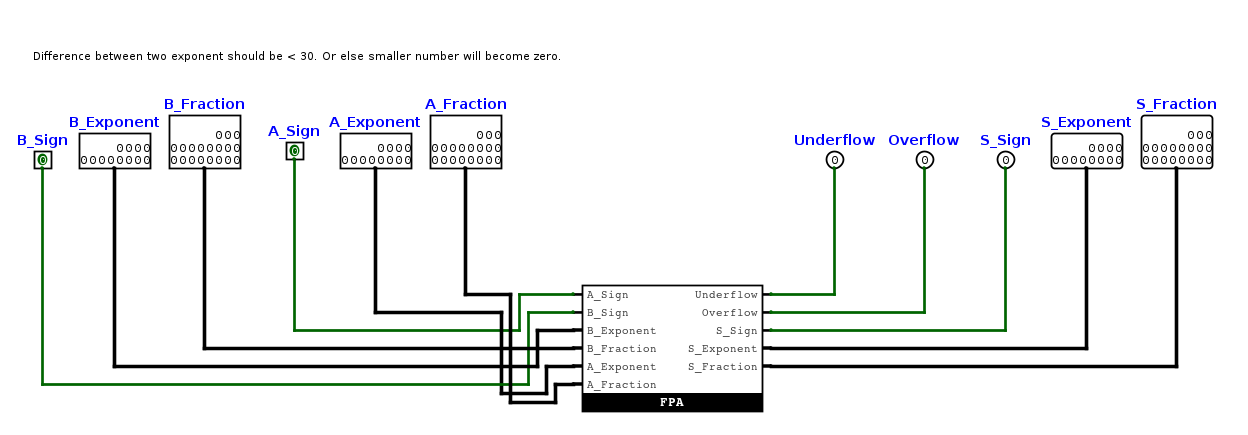 Difference between two exponent should be < 30. Or else smaller number will become zero.
B_Sign
0
B_Exponent
0000
00000000
B_Fraction
000
00000000
00000000
A_Sign
0
A_Exponent
0000
00000000
A_Fraction
000
00000000
00000000
Underflow
0
Overflow
0
S_Sign
0
S_Exponent
0000
00000000
S_Fraction
000
00000000
00000000
A_Sign
B_Sign
B_Exponent
B_Fraction
A_Exponent
A_Fraction
Underflow
Overflow
S_Sign
S_Exponent
S_Fraction
FPA